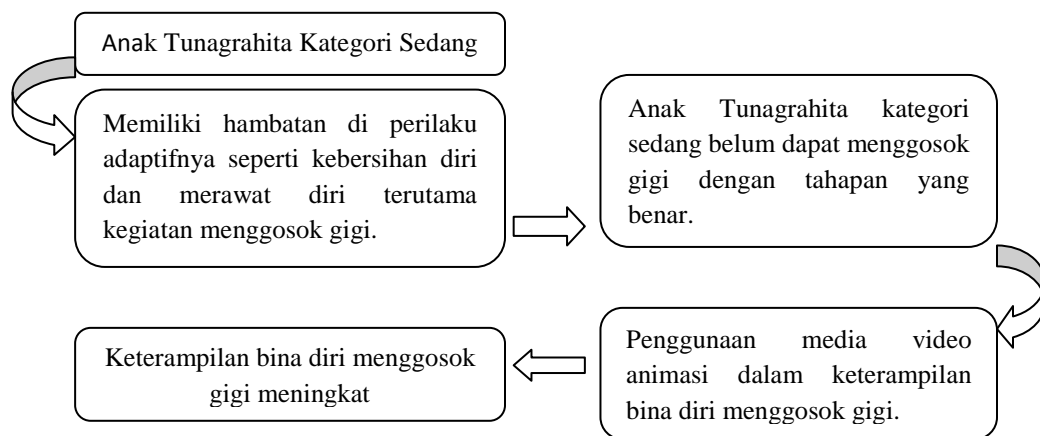 Anak Tunagrahita Kategori Sedang
Memiliki hambatan di perilaku
adaptifnya seperti kebersihan diri
dan merawat diri terutama
kegiatan menggosok gigi.
Anak Tunagrahita kategori
sedang belum dapat menggosok
gigi dengan tahapan yang
benar.
Penggunaan media video
animasi dalam keterampilan
bina diri menggosok gigi.
Keterampilan bina diri menggosok
gigi meningkat